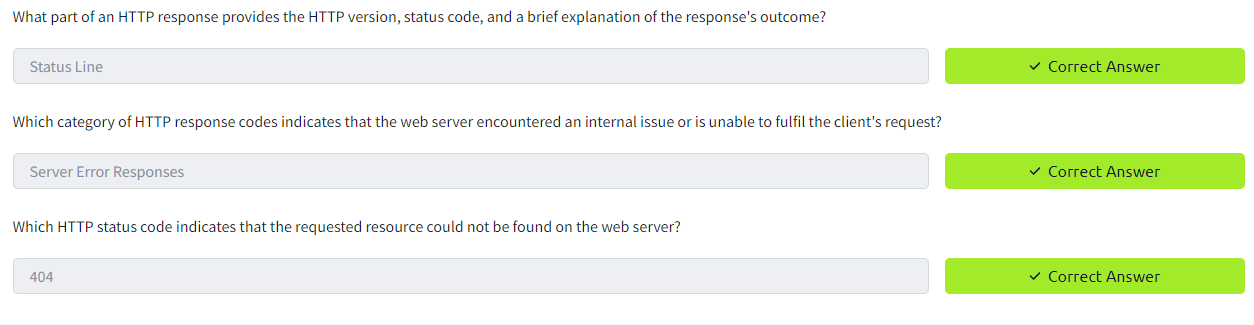 What part of an HTTP response provides the HTTP version, status code, and a brief explanation of the response's outcome?
Status Line
✓ Correct Answer
Which category of HTTP response codes indicates that the web server encountered an internal issue or is unable to fulfil the client's request?
Server Error Responses
✓ Correct Answer
Which HTTP status code indicates that the requested resource could not be found on the web server?
404
✓ Correct Answer